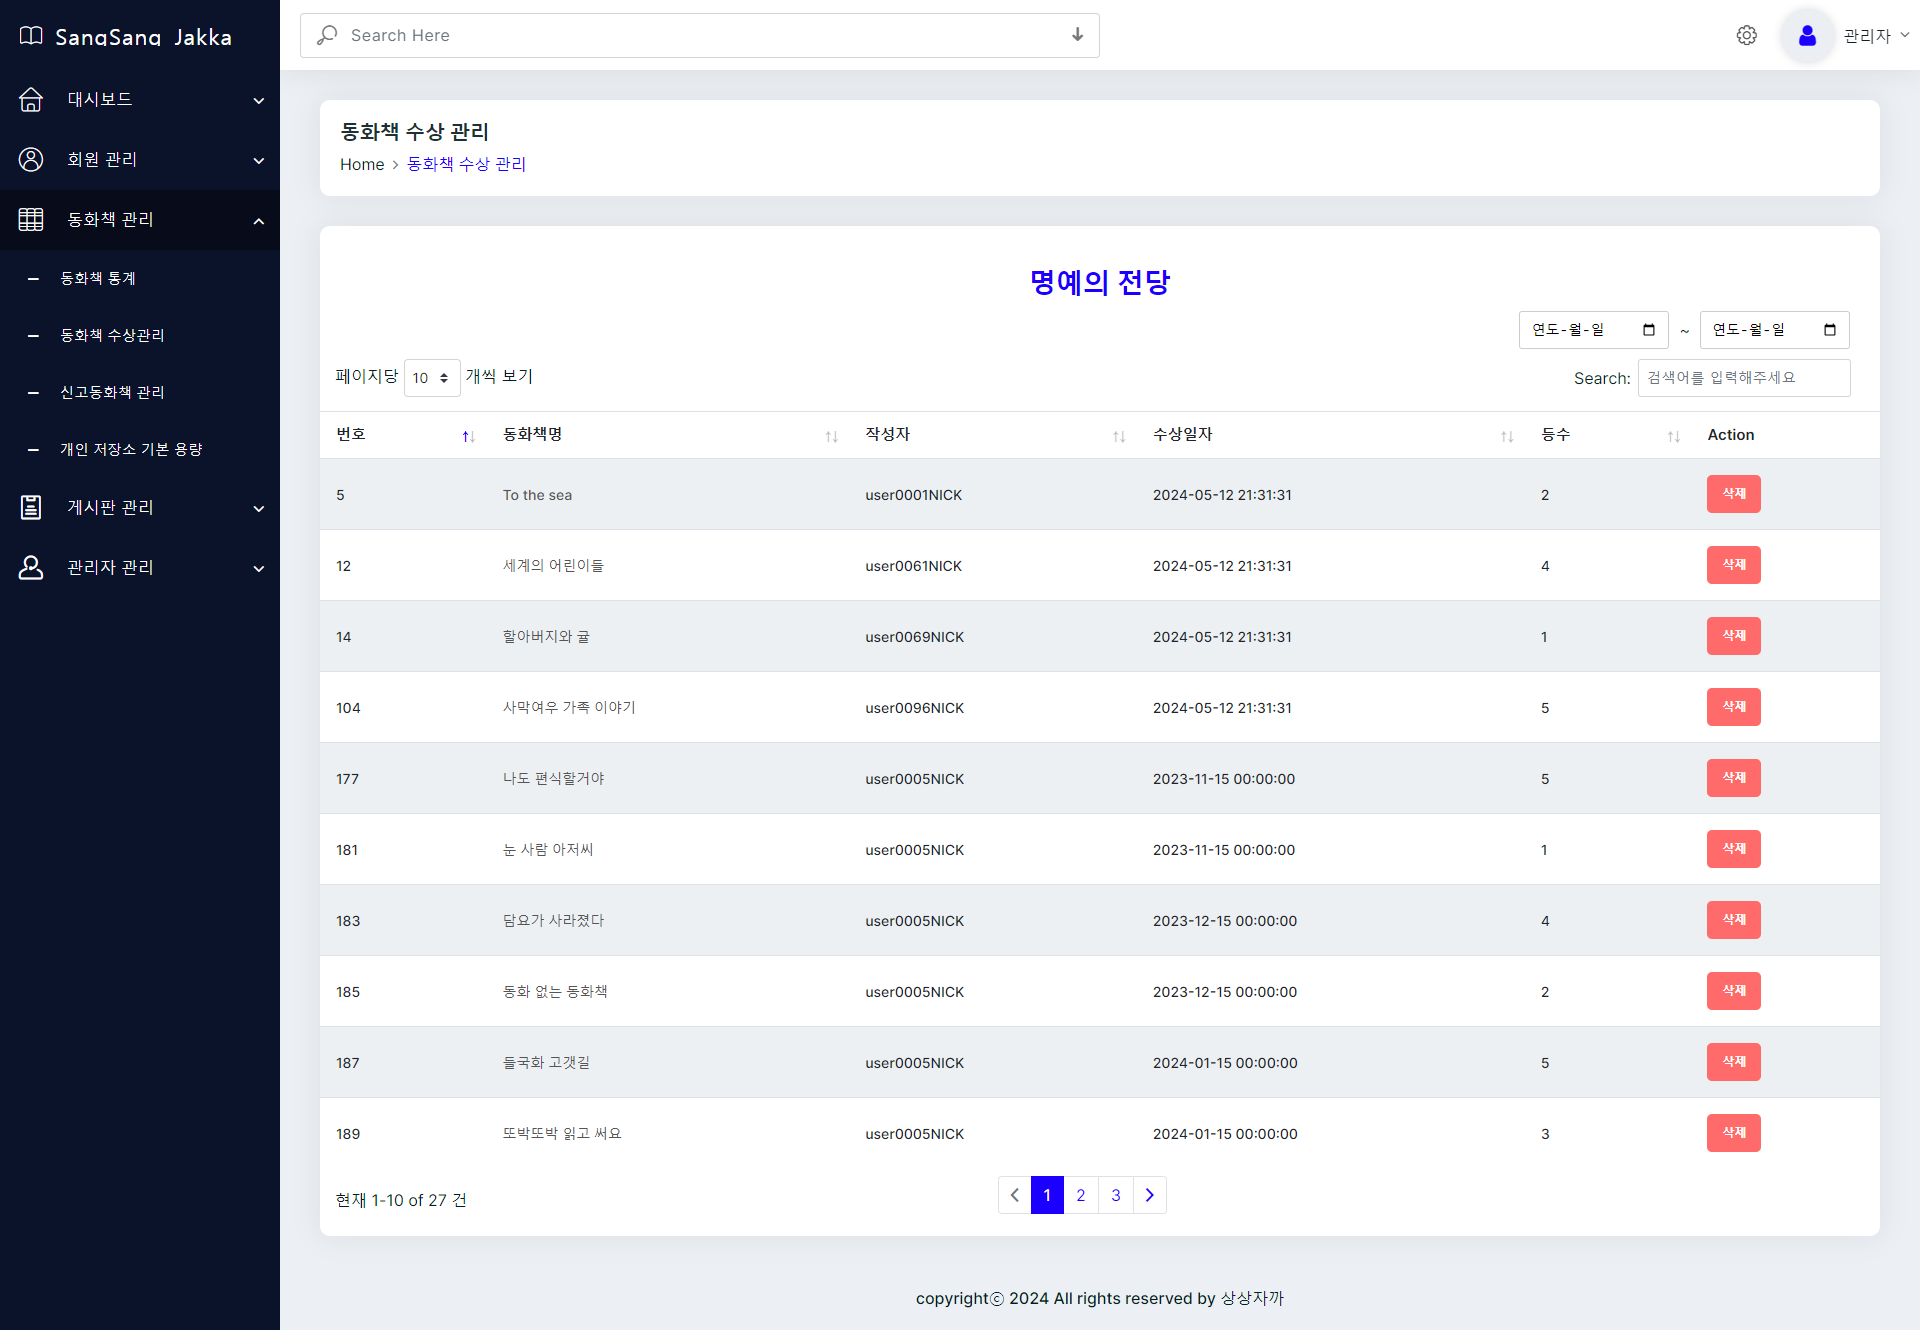 SangSang Jakka
Search Here
관리자
대시보드
회원 관리
동화책 관리
동화책 통계
동화책 수상관리
신고동화책 관리
개인 저장소 기본 용량
게시판 관리
관리자 관리
동화책 수상 관리
Home > 동화책 수상 관리
명예의 전당
연도-월-일 ~ 연도-월-일
페이지당 10 개씩 보기
Search: 검색어를 입력해주세요
번호 동화책명 작성자 수상일자 등수 Action
5 To the sea user0001NICK 2024-05-12 21:31:31 2 삭제
12 세계의 어린이들 user0061NICK 2024-05-12 21:31:31 4 삭제
14 할아버지와 귤 user0069NICK 2024-05-12 21:31:31 1 삭제
104 사막여우 가족 이야기 user0096NICK 2024-05-12 21:31:31 5 삭제
177 나도 편식할거야 user0005NICK 2023-11-15 00:00:00 5 삭제
181 눈 사람 아저씨 user0005NICK 2023-11-15 00:00:00 1 삭제
183 담요가 사라졌다 user0005NICK 2023-12-15 00:00:00 4 삭제
185 동화 없는 동화책 user0005NICK 2023-12-15 00:00:00 2 삭제
187 들국화 고갯길 user0005NICK 2024-01-15 00:00:00 5 삭제
189 또박또박 읽고 써요 user0005NICK 2024-01-15 00:00:00 3 삭제
현재 1-10 of 27 건
1 2 3
copyrightⓒ 2024 All rights reserved by 상상자까